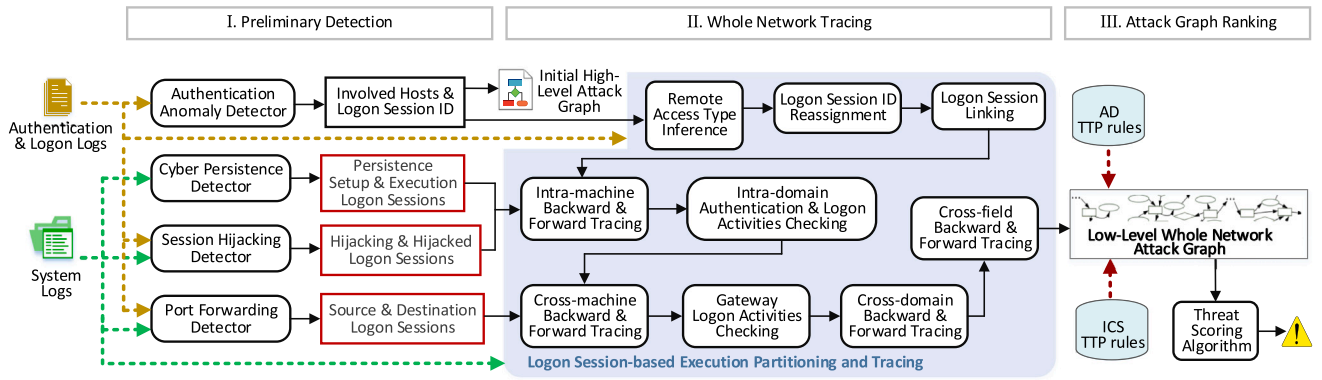 I. Preliminary Detection
II. Whole Network Tracing
III. Attack Graph Ranking
Authentication
& Logon Logs
System
Logs
Authentication
Anomaly Detector
Involved Hosts &
Logon Session ID
Initial High-
Level Attack
Graph
Cyber Persistence
Detector
Persistence
Setup & Execution
Logon Sessions
Session Hijacking
Detector
Hijacking & Hijacked
Logon Sessions
Port Forwarding
Detector
Source & Destination
Logon Sessions
Remote
Access Type
Inference
Logon Session ID
Reassignment
Logon Session
Linking
Intra-machine
Backward &
Forward Tracing
Intra-domain
Authentication & Logon
Activities Checking
Cross-machine
Backward &
Forward Tracing
Gateway
Logon Activities
Checking
Cross-domain
Backward &
Forward Tracing
Cross-field
Backward &
Forward Tracing
Logon Session-based Execution Partitioning and Tracing
AD
TTP rules
Low-Level Whole Network
Attack Graph
ICS
TTP rules
Threat
Scoring
Algorithm